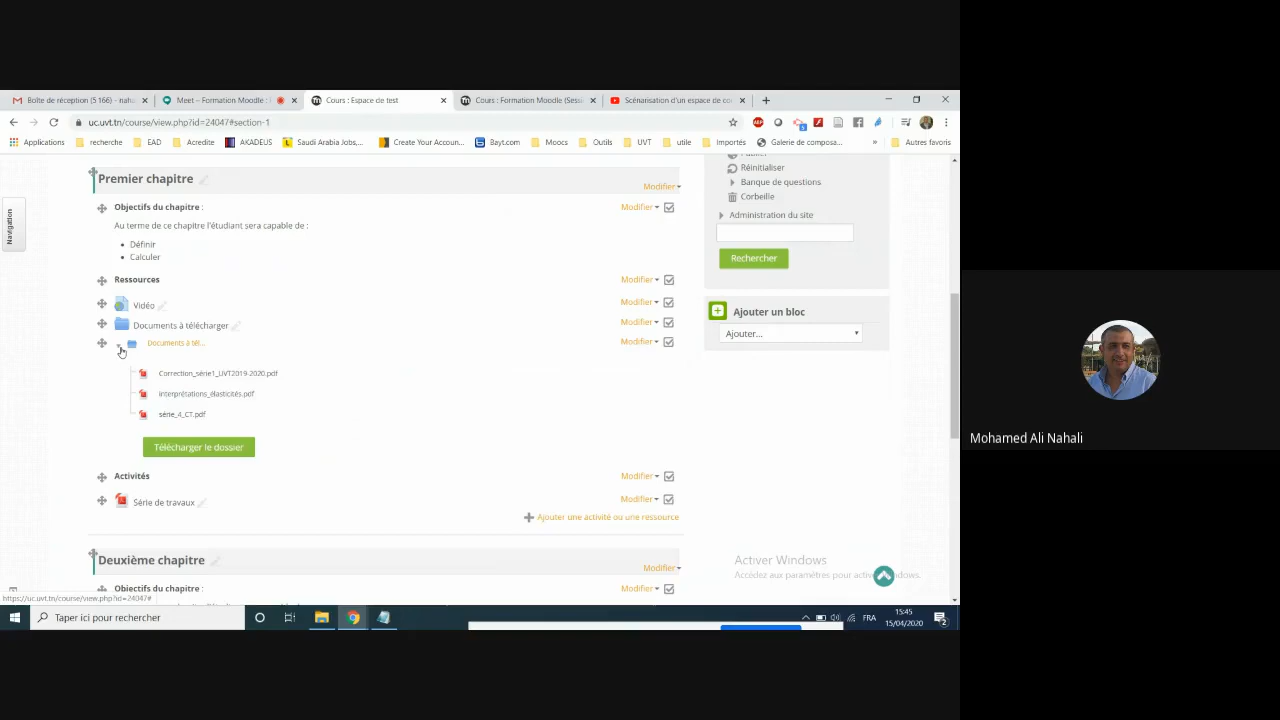 Boîte de réception (5 166) - naha
Meet – Formation Moodle :
Cours : Espace de test
Cours : Formation Moodle (Sess
Scénarisation d'un espace de co
uc.uvt.tn/course/view.php?id=24047#section-1
Applications
recherche
EAD
Acredite
AKADEUS
Saudi Arabia Jobs,...
Create Your Accoun...
Bayt.com
Moocs
Outils
UVT
utile
Importés
Galerie de composa...
»
Autres favoris
Navigation
Premier chapitre
Modifier
Objectifs du chapitre :
Modifier
Au terme de ce chapitre l'étudiant sera capable de :
• Définir
• Calculer
Ressources
Modifier
Vidéo
Modifier
Documents à télécharger
Modifier
Documents à tél...
Modifier
Correction_série1_UVT2019-2020.pdf
interprétations_élasticités.pdf
série_4_CT.pdf
Télécharger le dossier
Activités
Modifier
Série de travaux
Modifier
Ajouter une activité ou une ressource
Deuxième chapitre
Modifier
Objectifs du chapitre :
Modifier
Réinitialiser
Banque de questions
Corbeille
Administration du site
Rechercher
Ajouter un bloc
Ajouter...
Activer Windows
Accédez aux paramètres pour activer Windows.
https://uc.uvt.tn/course/view.php?id=24047#
Taper ici pour rechercher
FRA
15:45
15/04/2020
2
Mohamed Ali Nahali